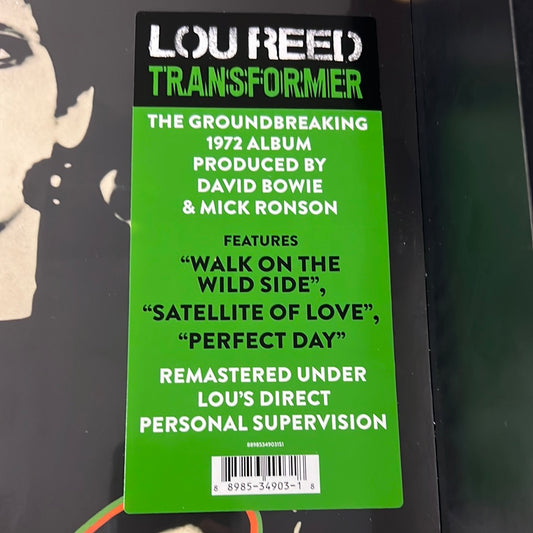 LOU REED
TRANSFORMER
THE GROUNDBREAKING
1972 ALBUM
PRODUCED BY
DAVID BOWIE
& MICK RONSON
FEATURES
“WALK ON THE
WILD SIDE”,
“SATELLITE OF LOVE”,
“PERFECT DAY”
REMASTERED UNDER
LOU’S DIRECT
PERSONAL SUPERVISION
88985349031S1
8 8985-34903-1 8